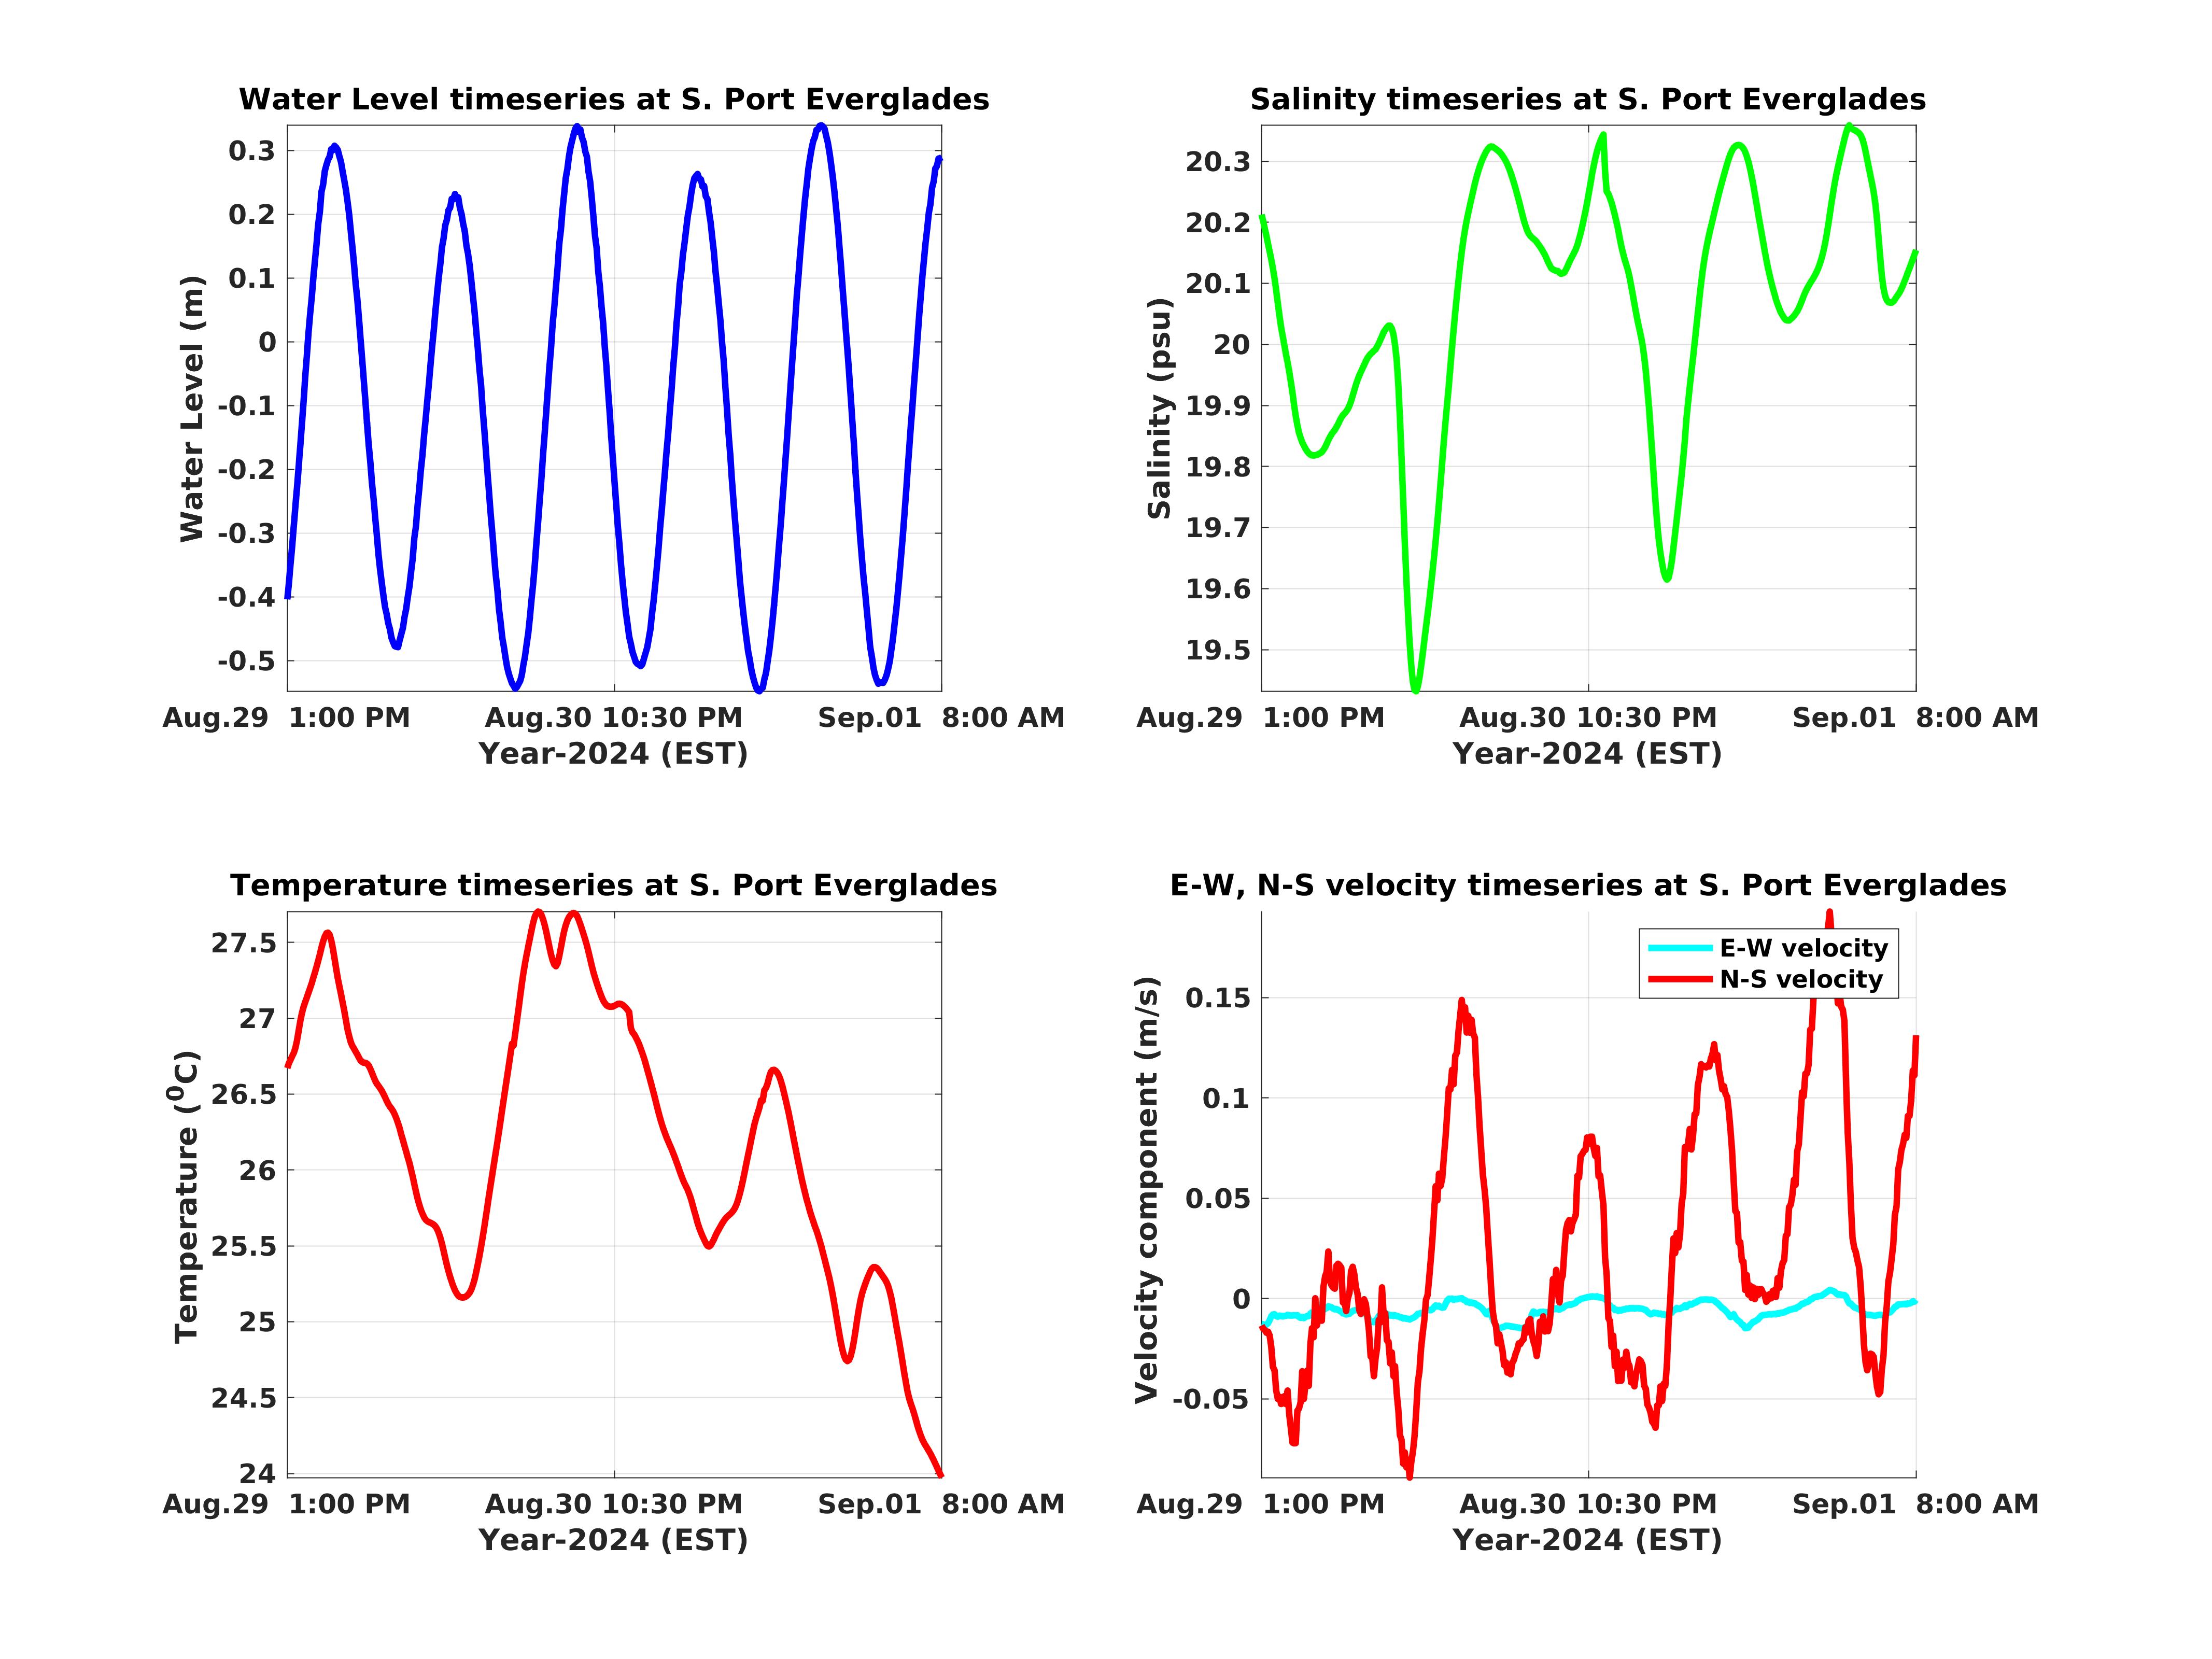 Water Level timeseries at S. Port Everglades
Water Level (m)
0.3
0.2
0.1
0
-0.1
-0.2
-0.3
-0.4
-0.5
Aug.29 1:00 PM Aug.30 10:30 PM Sep.01 8:00 AM
Year-2024 (EST)
Salinity timeseries at S. Port Everglades
Salinity (psu)
20.3
20.2
20.1
20
19.9
19.8
19.7
19.6
19.5
Aug.29 1:00 PM Aug.30 10:30 PM Sep.01 8:00 AM
Year-2024 (EST)
Temperature timeseries at S. Port Everglades
Temperature (⁰C)
27.5
27
26.5
26
25.5
25
24.5
24
Aug.29 1:00 PM Aug.30 10:30 PM Sep.01 8:00 AM
Year-2024 (EST)
E-W, N-S velocity timeseries at S. Port Everglades
Velocity component (m/s)
E-W velocity
N-S velocity
0.15
0.1
0.05
0
-0.05
Aug.29 1:00 PM Aug.30 10:30 PM Sep.01 8:00 AM
Year-2024 (EST)